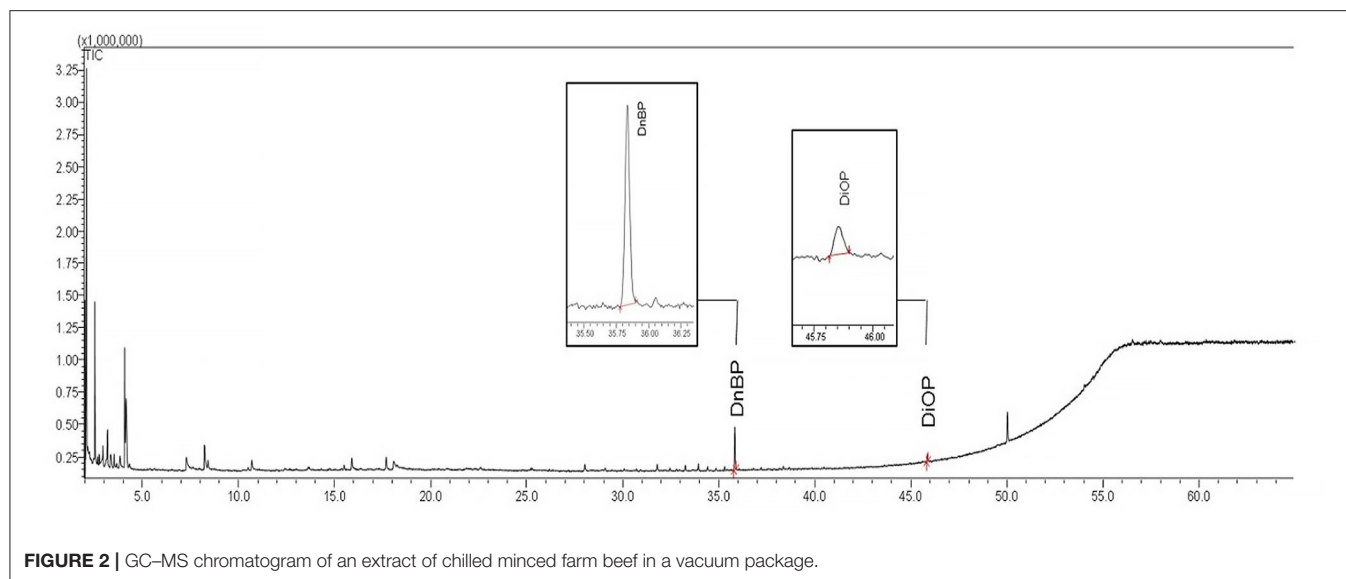 (x1,000,000)
TIC
3.25
3.00
2.75
2.50
2.25
2.00
1.75
1.50
1.25
1.00
0.75
0.50
0.25
DnBP
35.50 35.75 36.00 36.25
DiOP
45.75 46.00
DnBP
DiOP
5.0 10.0 15.0 20.0 25.0 30.0 35.0 40.0 45.0 50.0 55.0 60.0
FIGURE 2 | GC–MS chromatogram of an extract of chilled minced farm beef in a vacuum package.